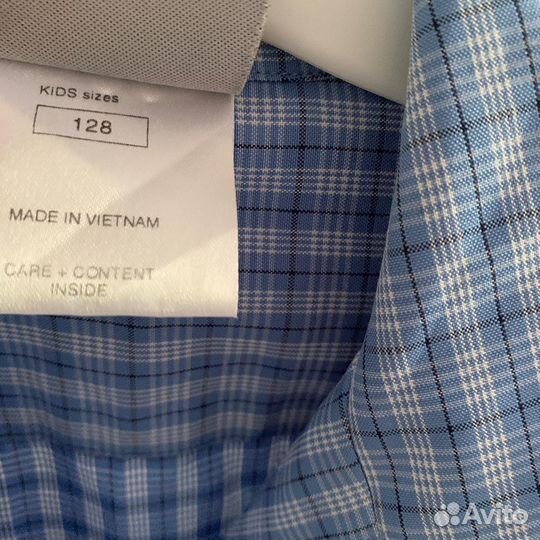 KiDS sizes
128
MADE IN VIETNAM
CARE + CONTENT
INSIDE
Avito